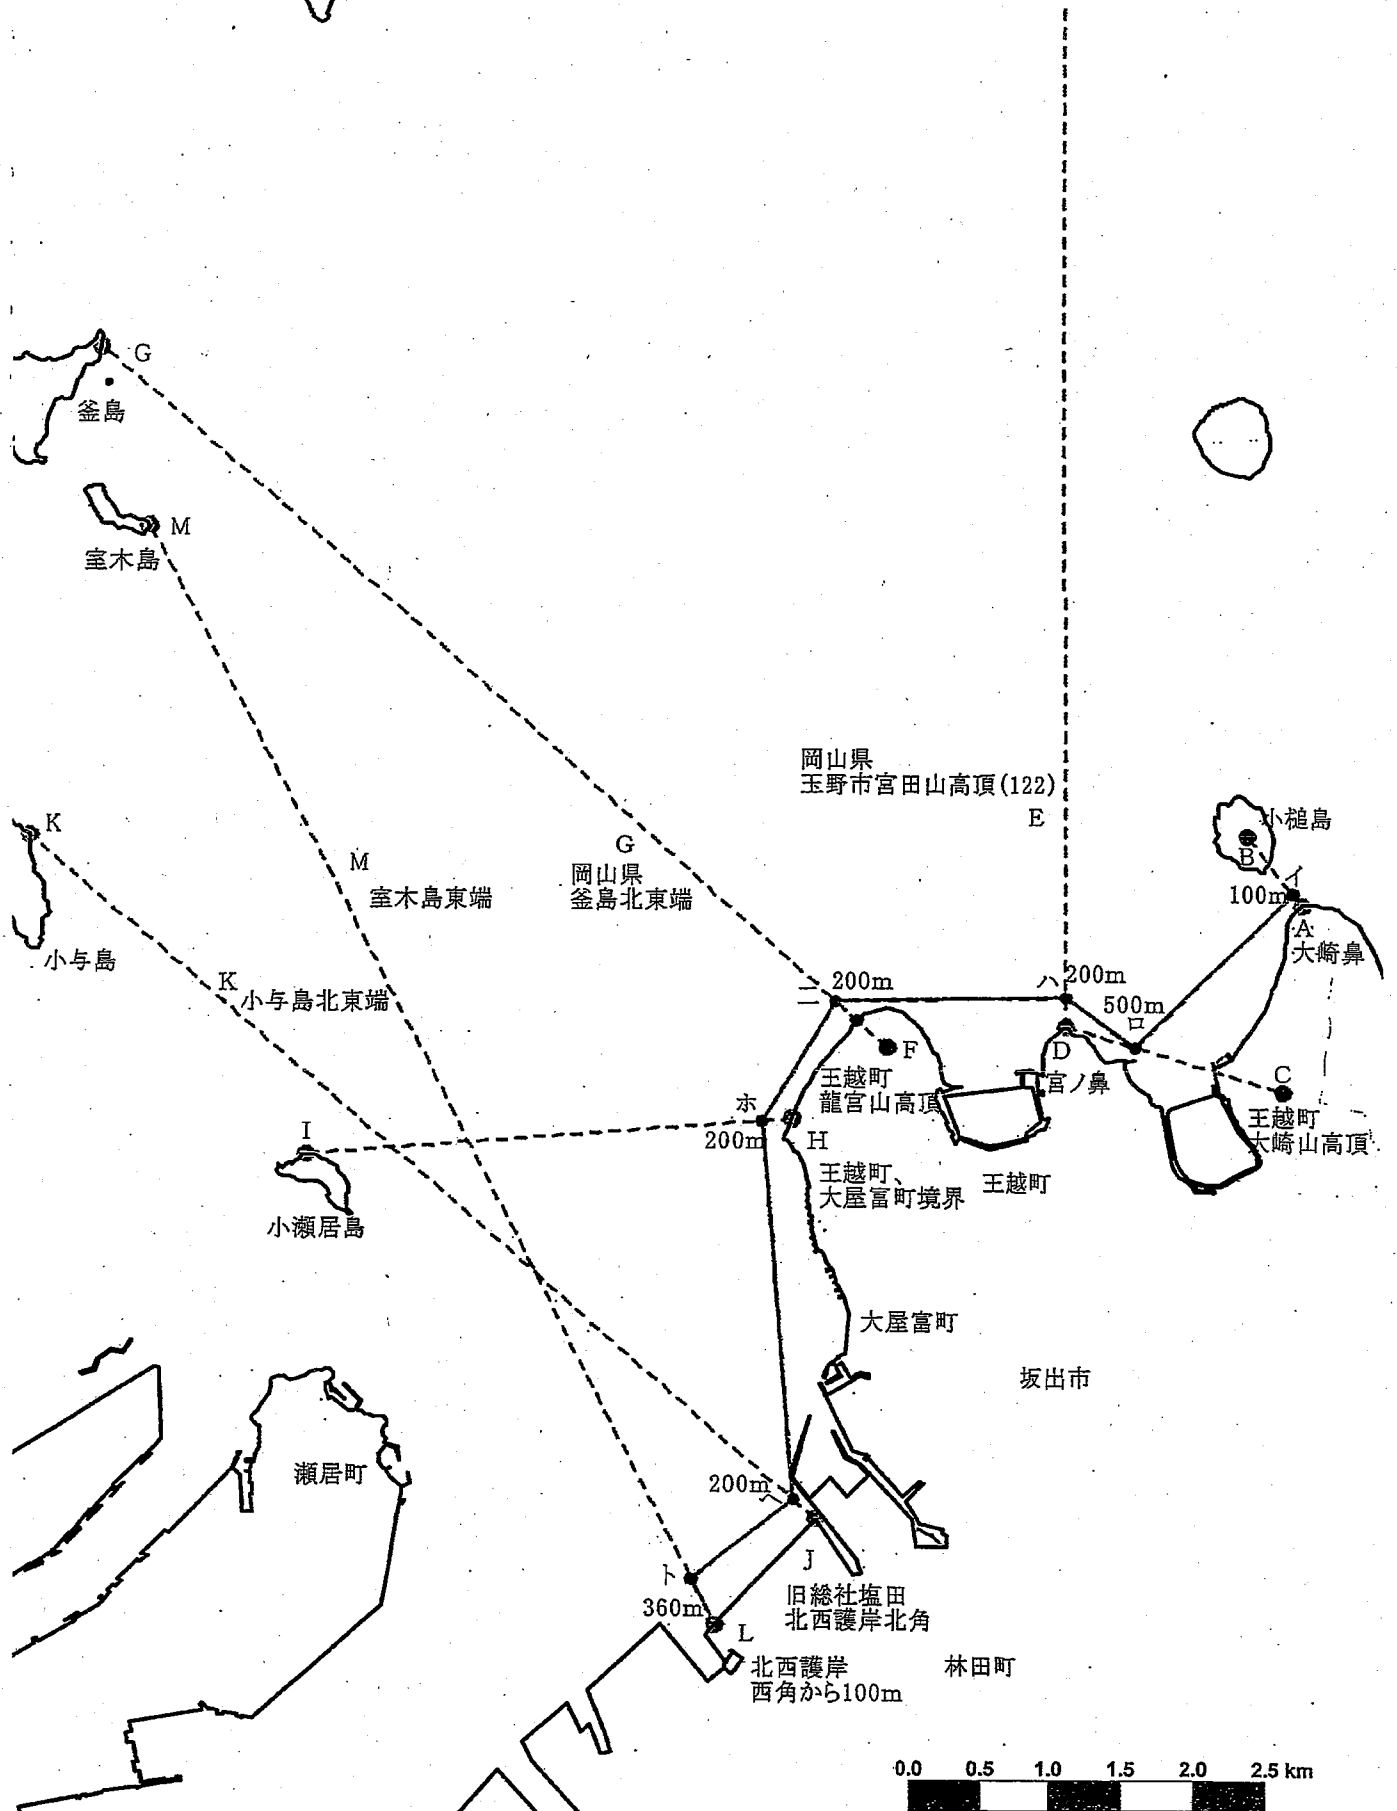 G
釜島
M
室木島
岡山県
玉野市宮田山高頂(122)
E
K
小槌島
B
イ
100m
A
大崎鼻
G
岡山県
釜島北東端
M
室木島東端
小与島
K
小与島北東端
ニ
200m
ハ
200m
500m
ロ
D
宮ノ鼻
F
王越町
龍宮山高頂
C
王越町
大崎山高頂
ホ
200m
H
I
小瀬居島
王越町、
大屋冨町境界
王越町
大屋冨町
坂出市
瀬居町
200m
ヘ
J
旧総社塩田
北西護岸北角
ト
360m
L
北西護岸
西角から100m
林田町
0.0 0.5 1.0 1.5 2.0 2.5 km